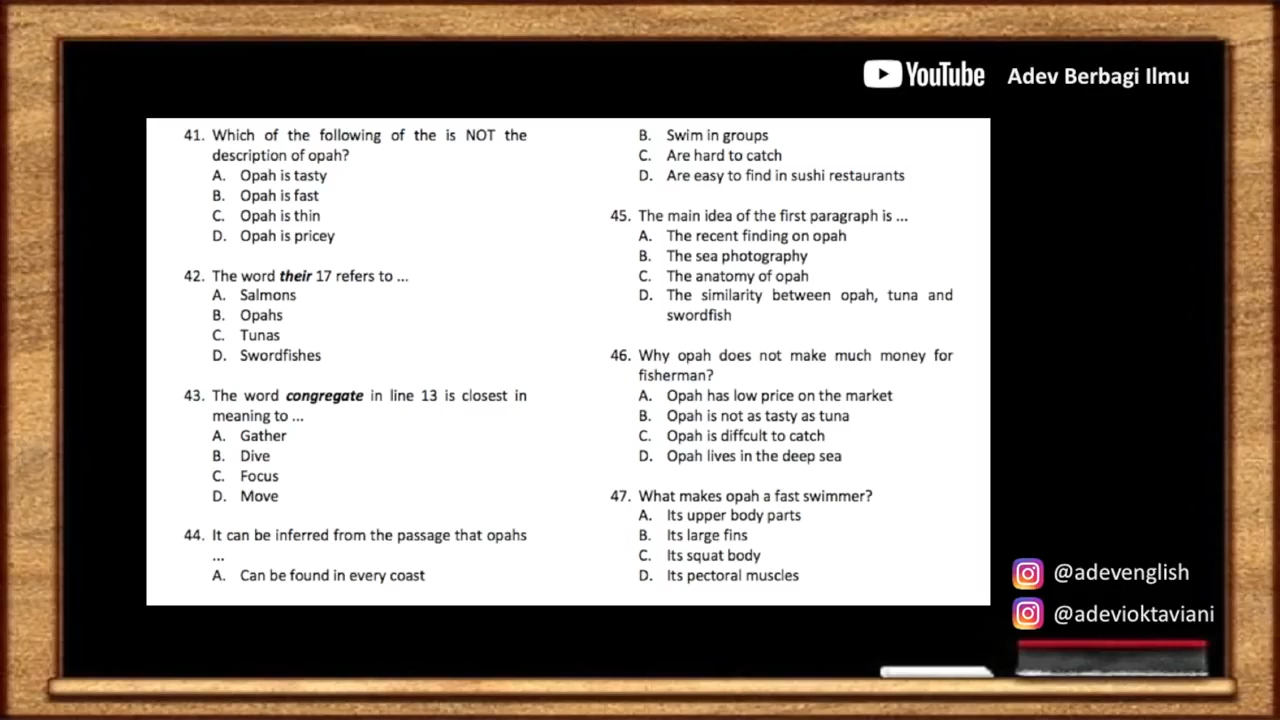 YouTube Adev Berbagi Ilmu
41. Which of the following of the is NOT the
description of opah?
A. Opah is tasty
B. Opah is fast
C. Opah is thin
D. Opah is pricey
42. The word their 17 refers to ...
A. Salmons
B. Opahs
C. Tunas
D. Swordfishes
43. The word congregate in line 13 is closest in
meaning to ...
A. Gather
B. Dive
C. Focus
D. Move
44. It can be inferred from the passage that opahs
...
A. Can be found in every coast
B. Swim in groups
C. Are hard to catch
D. Are easy to find in sushi restaurants
45. The main idea of the first paragraph is ...
A. The recent finding on opah
B. The sea photography
C. The anatomy of opah
D. The similarity between opah, tuna and
swordfish
46. Why opah does not make much money for
fisherman?
A. Opah has low price on the market
B. Opah is not as tasty as tuna
C. Opah is diffcult to catch
D. Opah lives in the deep sea
47. What makes opah a fast swimmer?
A. Its upper body parts
B. Its large fins
C. Its squat body
D. Its pectoral muscles
@adevenglish
@adevioktaviani